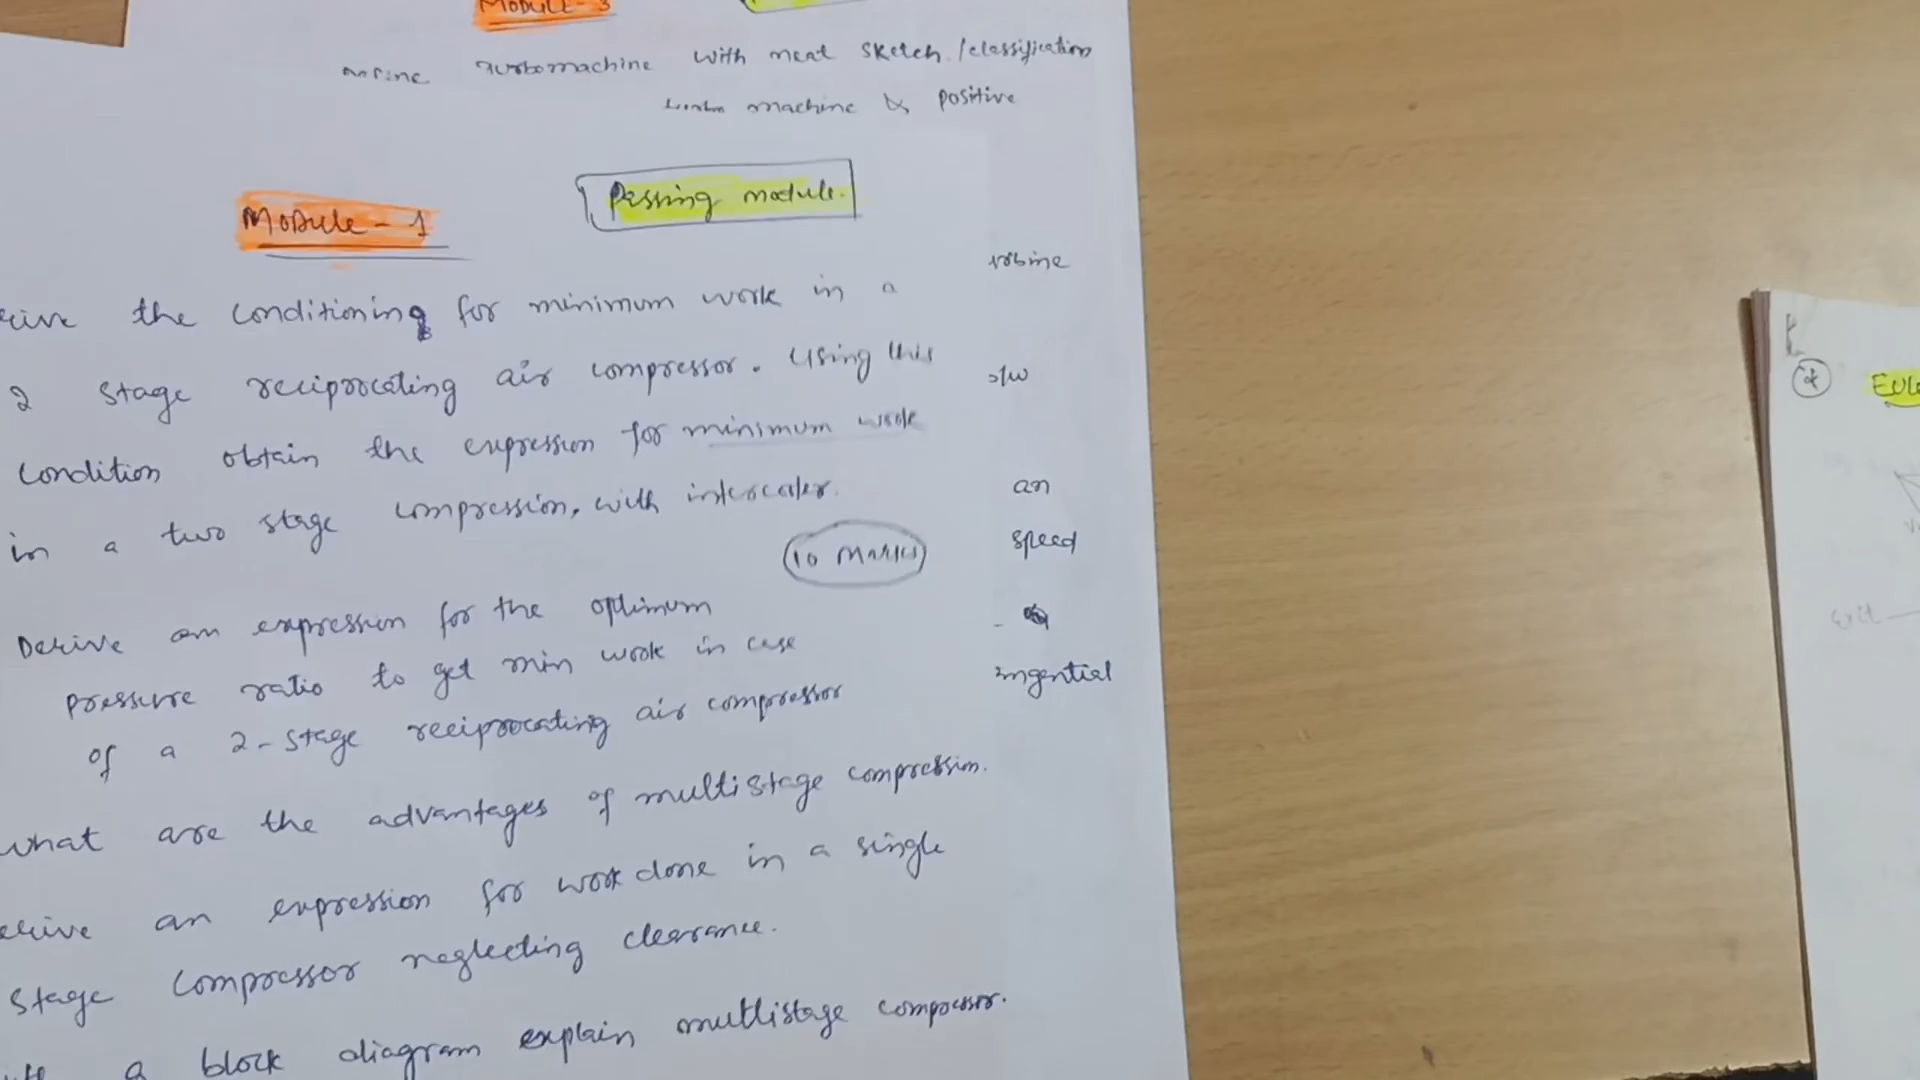 MODULE-3
Turbomachine with neat sketch./classification
machine & positive
Passing module.
Module-1
the conditioning for minimum work in a
2 stage reciprocating air compressor. Using this
condition obtain the expression for minimum work
in a two stage compression, with intercooler.
10 Marks
Derive an expression for the optimum
pressure ratio to get min work in case
of a 2-stage reciprocating air compressor
what are the advantages of multistage compression.
an expression for work done in a single
stage compressor neglecting clearance.
a block diagram explain multistage compressor.
an
speed